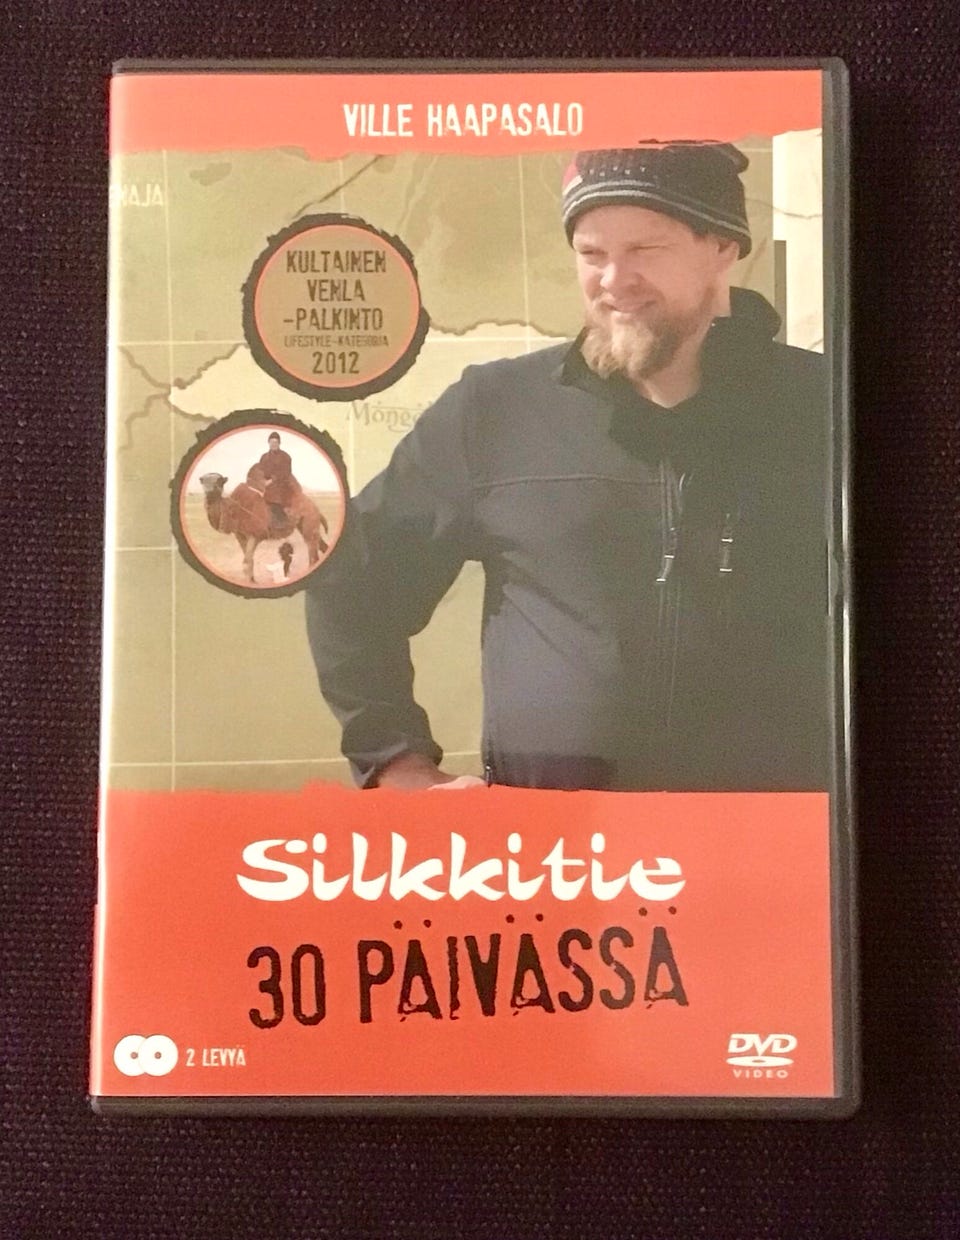 VILLE HAAPASALO
KULTAINEN
VENLA
-PALKINTO
LIFESTYLE-KATEGORIA
2012
Silkkitie
30 PÄIVÄSSÄ
2 LEVYÄ
DVD
VIDEO